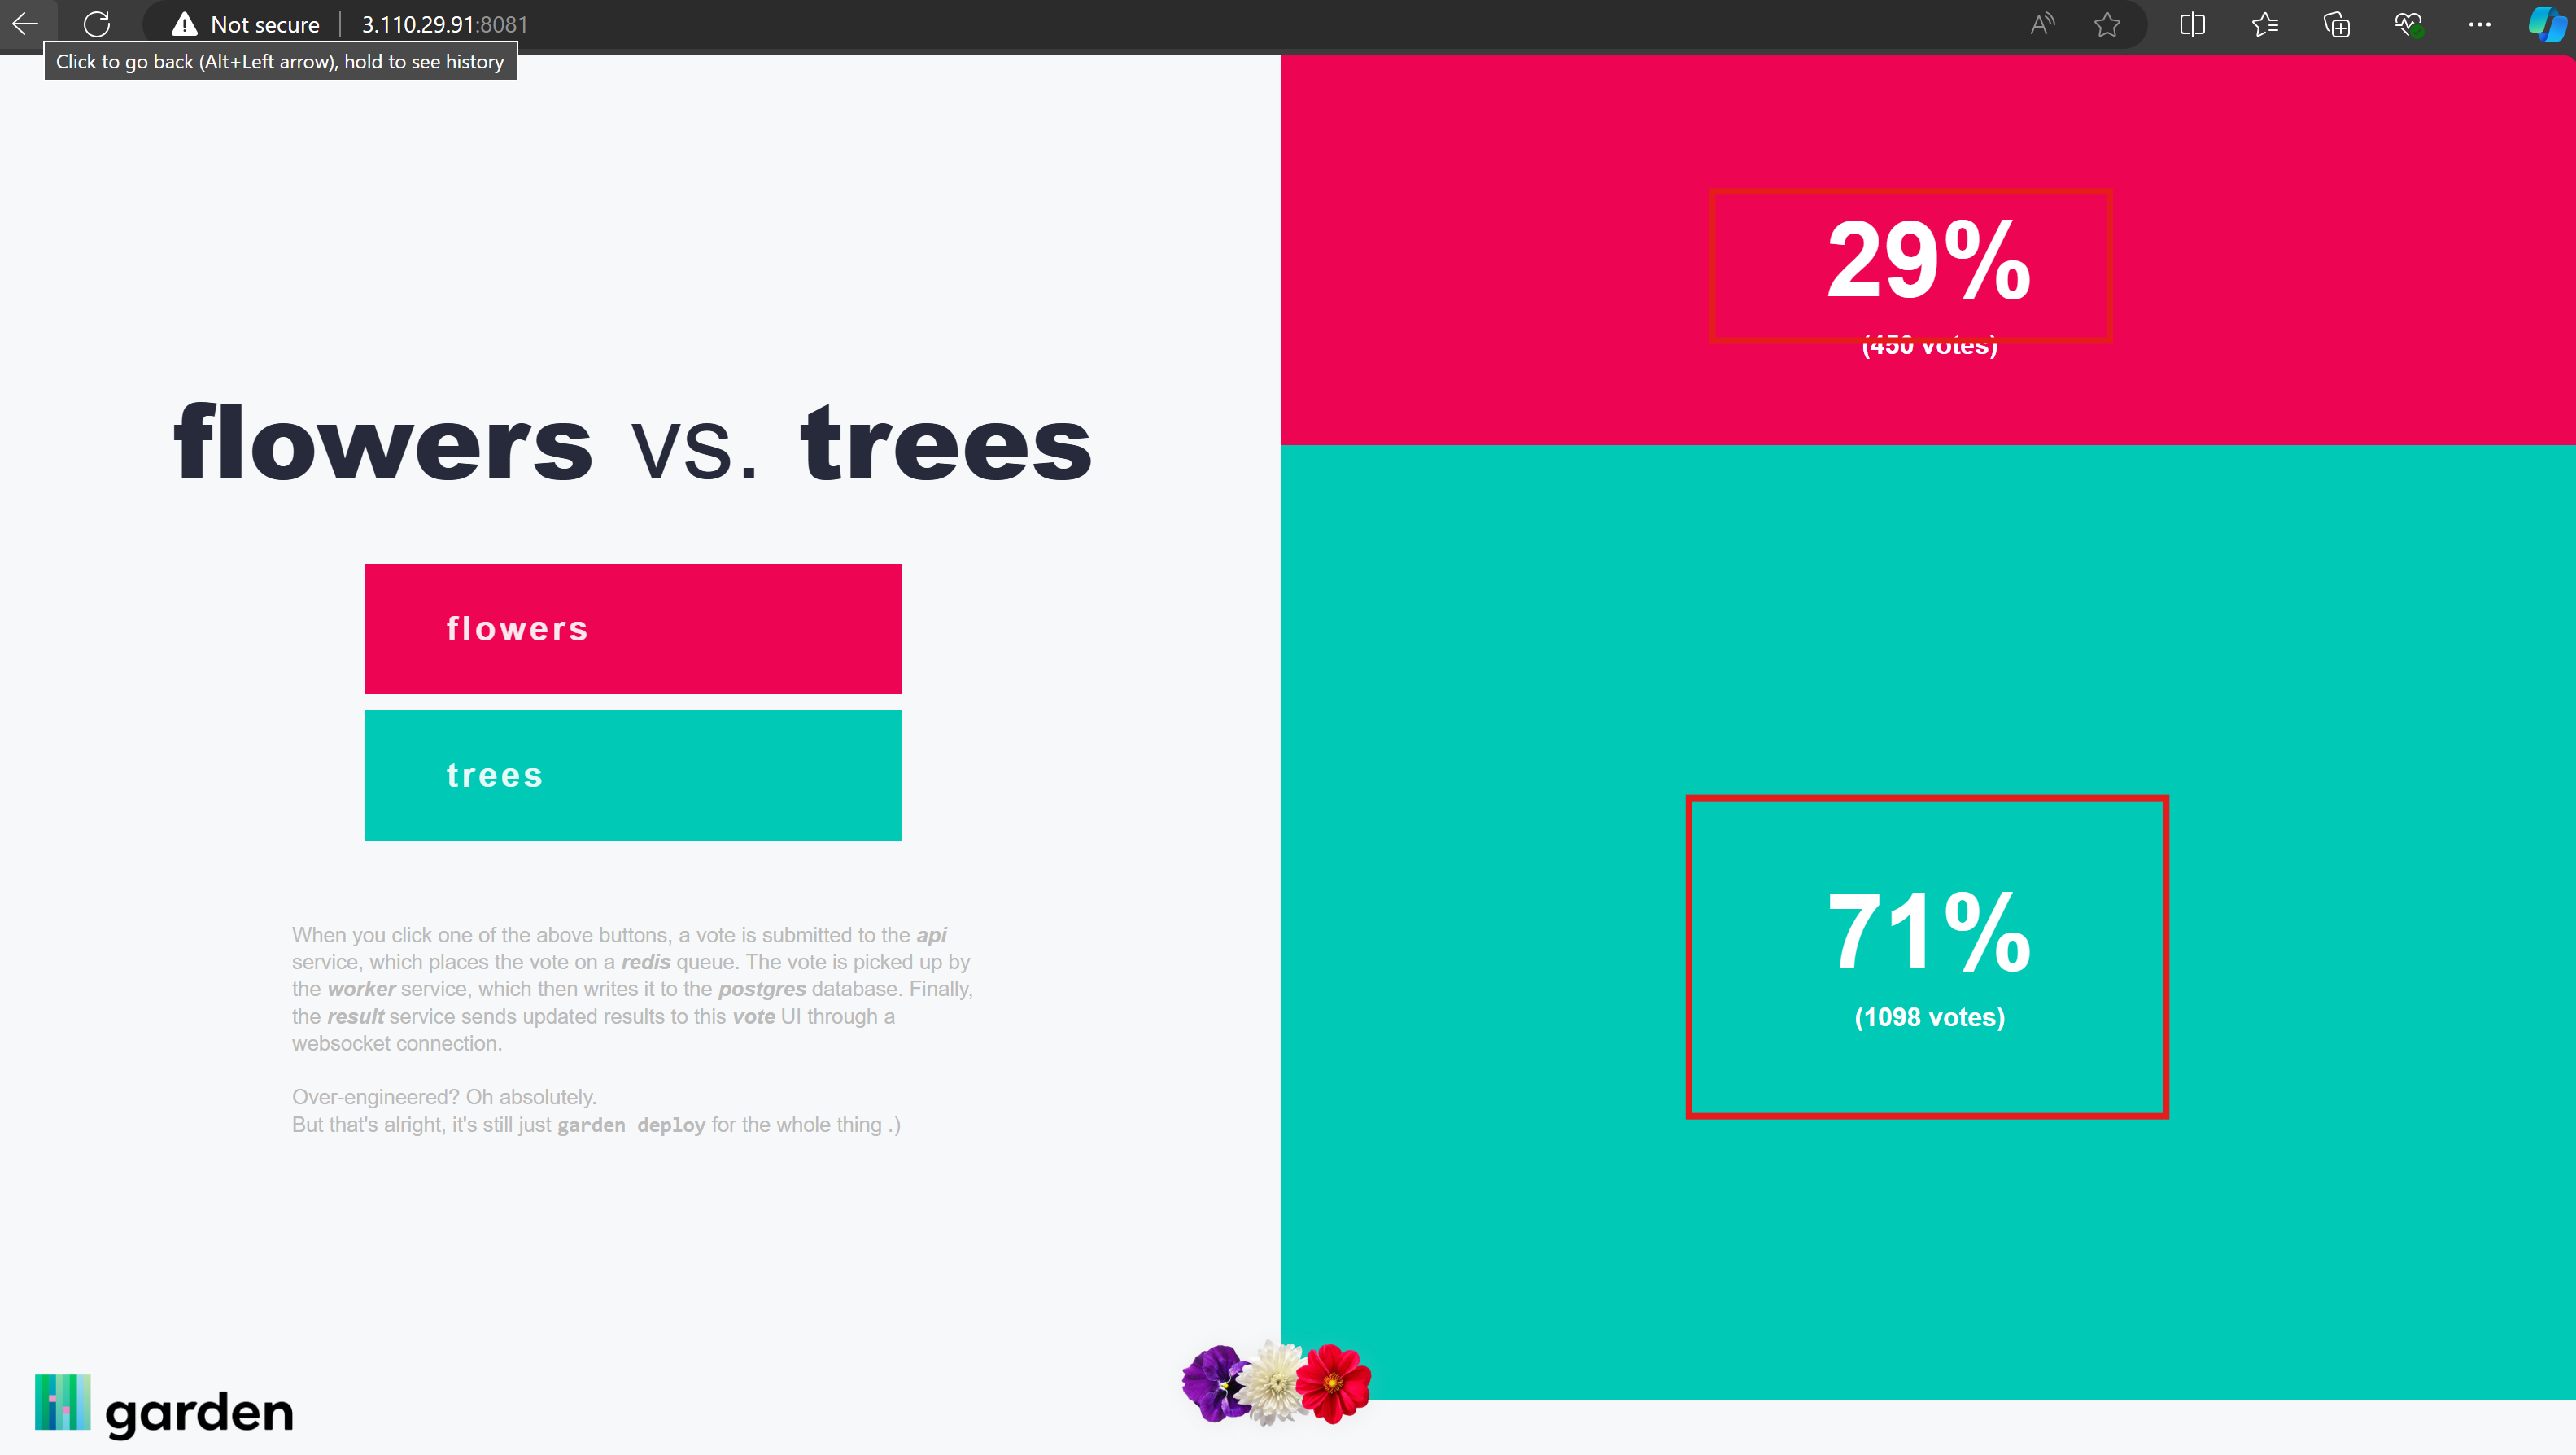 Not secure
3.110.29.91:8081
Click to go back (Alt+Left arrow), hold to see history
flowers vs. trees
flowers
trees
When you click one of the above buttons, a vote is submitted to the api
service, which places the vote on a redis queue. The vote is picked up by
the worker service, which then writes it to the postgres database. Finally,
the result service sends updated results to this vote UI through a
websocket connection.
Over-engineered? Oh absolutely.
But that's alright, it's still just garden deploy for the whole thing .)
garden
29%
(450 votes)
71%
(1098 votes)